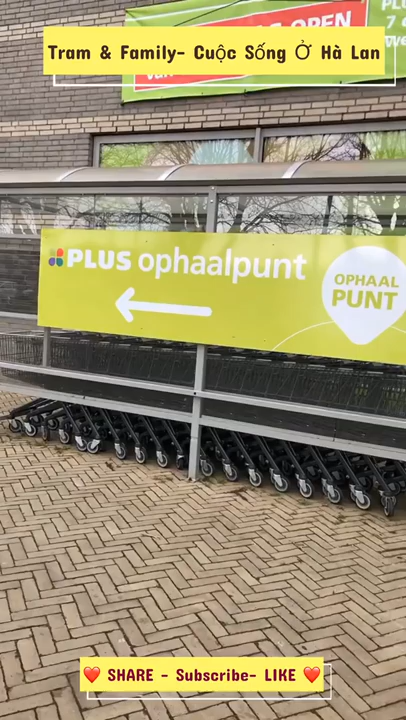 Tram & Family- Cuộc Sống Ở Hà Lan
OPEN
PLUS ophaalpunt
OPHAAL
PUNT
❤️ SHARE - Subscribe- LIKE ❤️